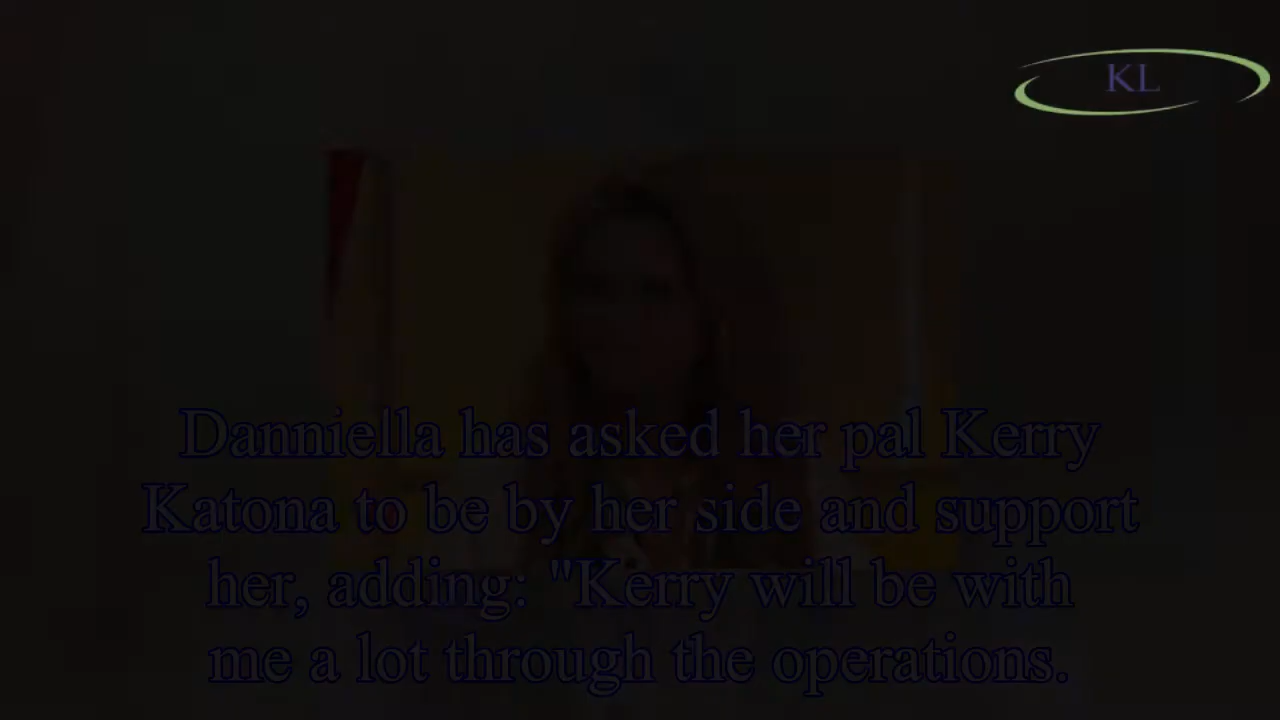 KL
Danniella has asked her pal Kerry
Katona to be by her side and support
her, adding: "Kerry will be with
me a lot through the operations.